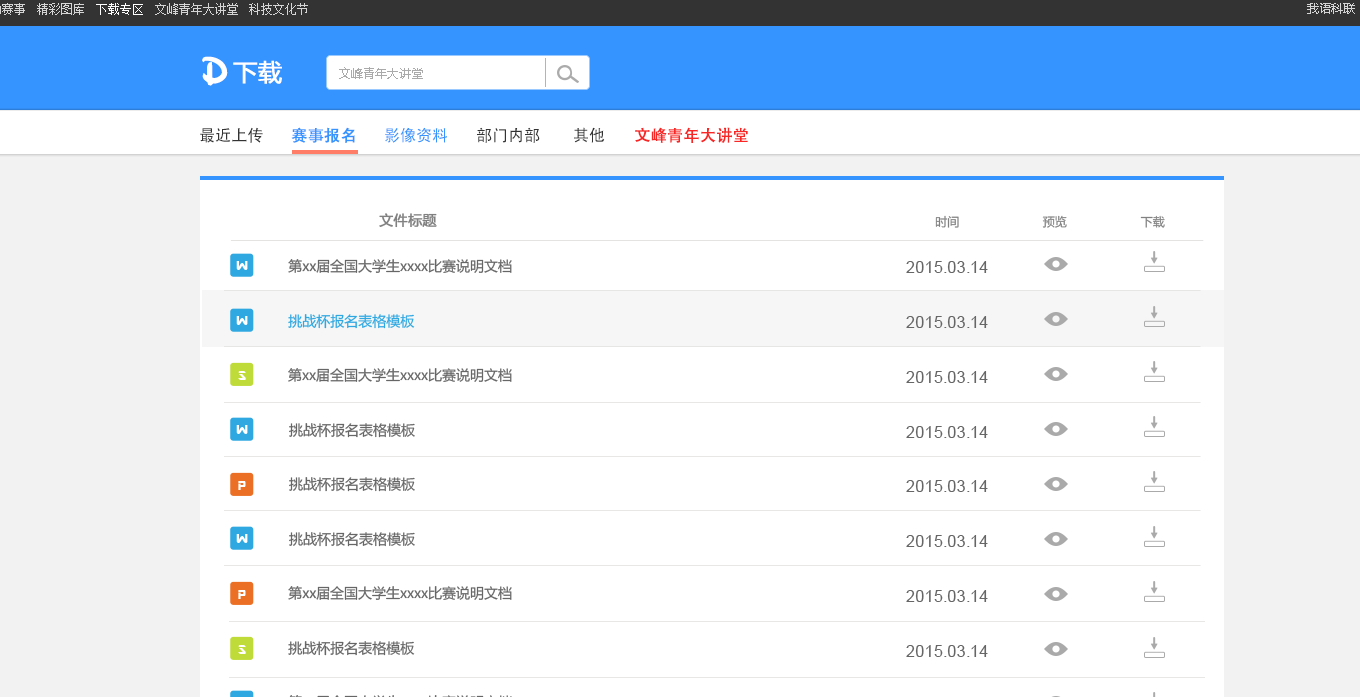 赛事 精彩图库 下载专区 文峰青年大讲堂 科技文化节 我语科联
下载 文峰青年大讲堂
最近上传 赛事报名 影像资料 部门内部 其他 文峰青年大讲堂
文件标题 时间 预览 下载
W 第xx届全国大学生xxxx比赛说明文档 2015.03.14
W 挑战杯报名表格模板 2015.03.14
Z 第xx届全国大学生xxxx比赛说明文档 2015.03.14
W 挑战杯报名表格模板 2015.03.14
P 挑战杯报名表格模板 2015.03.14
W 挑战杯报名表格模板 2015.03.14
P 第xx届全国大学生xxxx比赛说明文档 2015.03.14
Z 挑战杯报名表格模板 2015.03.14